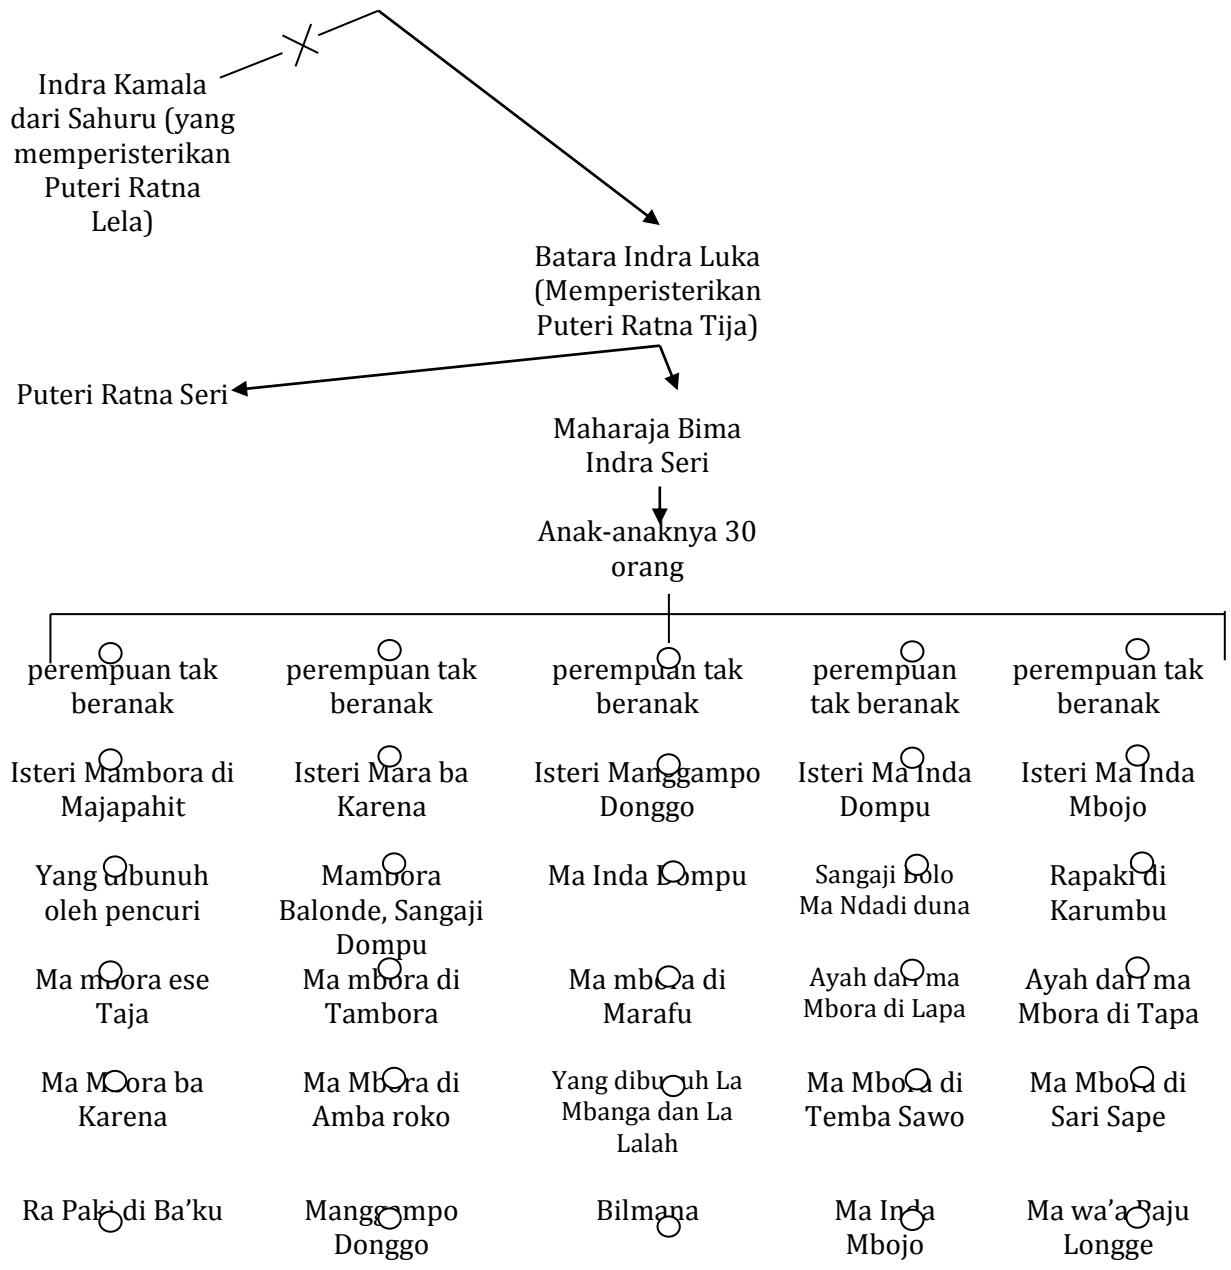 Indra Kamala
dari Sahuru (yang
memperisterikan
Puteri Ratna
Lela)
Batara Indra Luka
(Memperisterikan
Puteri Ratna Tija)
Puteri Ratna Seri
Maharaja Bima
Indra Seri
Anak-anaknya 30
orang
perempuan tak
beranak
perempuan tak
beranak
perempuan tak
beranak
perempuan
tak beranak
perempuan tak
beranak
Isteri Mambora di
Majapahit
Isteri Mara ba
Karena
Isteri Manggampo
Donggo
Isteri Ma Inda
Dompu
Isteri Ma Inda
Mbojo
Yang dibunuh
oleh pencuri
Mambora
Balonde, Sangaji
Dompu
Ma Inda Dompu
Sangaji Bolo
Ma Ndadi duna
Rapaki di
Karumbu
Ma mbora ese
Taja
Ma mbora di
Tambora
Ma mbora di
Marafu
Ayah dari ma
Mbora di Lapa
Ayah dari ma
Mbora di Tapa
Ma Mbora ba
Karena
Ma Mbora di
Amba roko
Yang dibunuh La
Mbanga dan La
Lalah
Ma Mbora di
Temba Sawo
Ma Mbora di
Sari Sape
Ra Paki di Ba’ku
Manggampo
Donggo
Bilmana
Ma Inda
Mbojo
Ma wa’a Paju
Longge